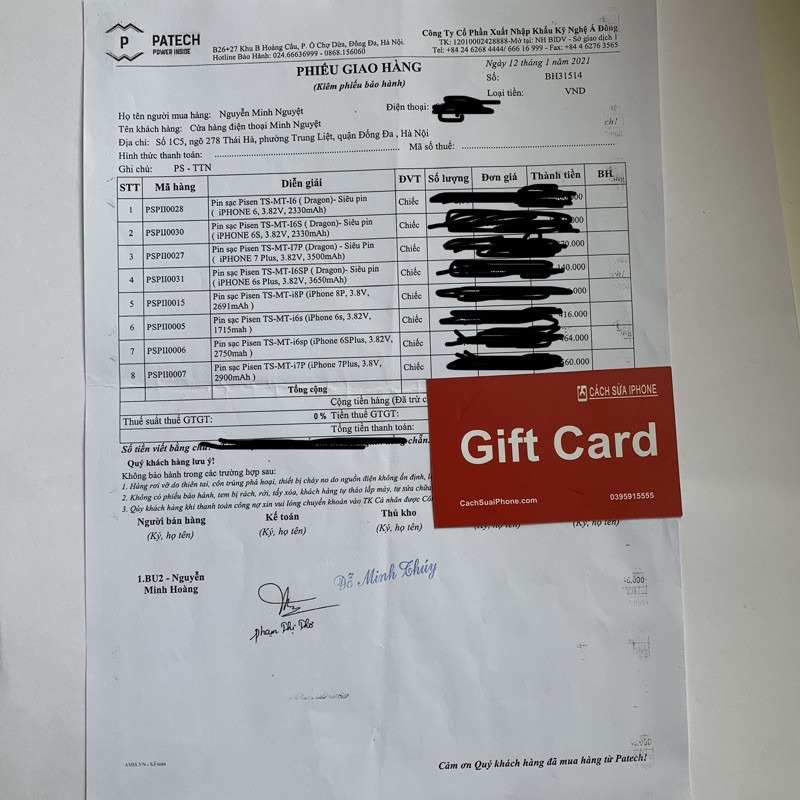 PATECH
POWER INSIDE
B26+27 Khu B Hoàng Cầu, P. Ô Chợ Dừa, Đống Đa, Hà Nội.
Hotline Bảo Hành: 024.66636999 - 0868.156060
Công Ty Cổ Phần Xuất Nhập Khẩu Kỹ Nghệ Á Đông
TK: 12010002428888-Mở tại: NH BIDV - Sở giao dịch 1
Tel: +84 24 6268 4444/ 666 16 999 - Fax: +84 4 6276 3565
PHIẾU GIAO HÀNG
(Kiêm phiếu bảo hành)
Ngày 12 tháng 1 năm 2021
Số: BH31514
Loại tiền: VND
Họ tên người mua hàng: Nguyễn Minh Nguyệt
Điện thoại:
Tên khách hàng: Cửa hàng điện thoại Minh Nguyệt
Địa chỉ: Số 1C5, ngõ 278 Thái Hà, phường Trung Liệt, quận Đống Đa , Hà Nội
Hình thức thanh toán: Mã số thuế:
Ghi chú: PS - TTN
STT Mã hàng Diễn giải ĐVT Số lượng Đơn giá Thành tiền BH
1 PSPII0028 Pin sạc Pisen TS-MT-I6 ( Dragon)- Siêu pin Chiếc
( iPHONE 6, 3.82V, 2330mAh)
2 PSPII0030 Pin sạc Pisen TS-MT-I6S ( Dragon)- Siêu pin Chiếc
( iPHONE 6S, 3.82V, 2330mAh)
3 PSPII0027 Pin sạc Pisen TS-MT-I7P (Dragon)- Siêu pin Chiếc
( iPHONE 7 Plus, 3.82V, 3500mAh)
4 PSPII0031 Pin sạc Pisen TS-MT-I6SP ( Dragon)- Siêu Chiếc
pin ( iPHONE 6s Plus, 3.82V, 3650mAh)
5 PSPII0015 Pin sạc Pisen TS-MT-i8P (iPhone 8P, 3.8V, Chiếc
2691mAh )
6 PSPII0005 Pin sạc Pisen TS-MT-i6s (iPhone 6s, 3.82V, Chiếc 416.000
1715mah )
7 PSPII0006 Pin sạc Pisen TS-MT-i6sp (iPhone 6SPlus, 3.82V, Chiếc 464.000
2750mah )
8 PSPII0007 Pin sạc Pisen TS-MT-i7P (iPhone 7Plus, 3.8V, Chiếc 560.000
2900mAh )
Tổng cộng
Cộng tiền hàng (Đã trừ c
Thuế suất thuế GTGT: 0 % Tiền thuế GTGT:
Tổng tiền thanh toán:
Số tiền viết bằng chữ: chẵn.
Quý khách hàng lưu ý!
Không bảo hành trong các trường hợp sau:
1. Hàng rơi vỡ do thiên tai, côn trùng phá hoại, thiết bị cháy nổ do nguồn điện không ổn định, l
2. Không có phiếu bảo hành, tem bị rách, rời, tẩy xóa, khách hàng tự tháo lắp máy, tự sửa chữa
3. Qúy khách hàng khi thanh toán công nợ xin vui lòng chuyển khoản vào TK Cá nhân được Cô
Người bán hàng Kế toán Thủ kho
(Ký, họ tên) (Ký, họ tên) (Ký, họ tên) (Ký, họ tên) (Ký, họ tên)
CÁCH SỬA IPHONE
Gift Card
CachSuaiPhone.com 0395915555
1.BU2 - Nguyễn
Minh Hoàng
Đỗ Minh Thúy
Phạm Thị Thơ
AMIS.VN - Kế toán
Cảm ơn Quý khách hàng đã mua hàng từ Patech!